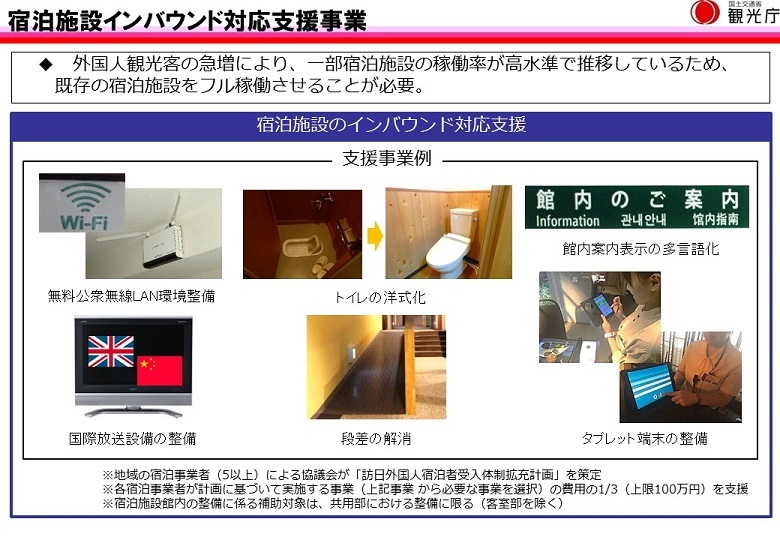 宿泊施設インバウンド対応支援事業
国土交通省
観光庁
◆　外国人観光客の急増により、一部宿泊施設の稼働率が高水準で推移しているため、
既存の宿泊施設をフル稼働させることが必要。
宿泊施設のインバウンド対応支援
支援事業例
Wi-Fi
無料公衆無線LAN環境整備
トイレの洋式化
館内のご案内
Information 관내안내 馆内指南
館内案内表示の多言語化
国際放送設備の整備
段差の解消
タブレット端末の整備
※地域の宿泊事業者（5以上）による協議会が「訪日外国人宿泊者受入体制拡充計画」を策定
※各宿泊事業者が計画に基づいて実施する事業（上記事業 から必要な事業を選択）の費用の1/3（上限100万円）を支援
※宿泊施設館内の整備に係る補助対象は、共用部における整備に限る（客室部を除く）